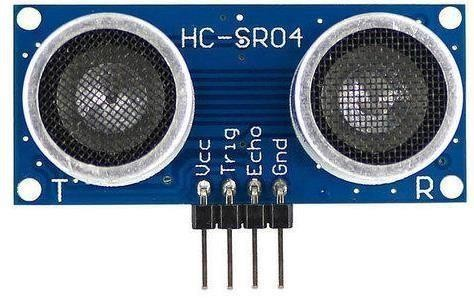 HC-SR04
Vcc
Trig
Echo
Gnd
T
R